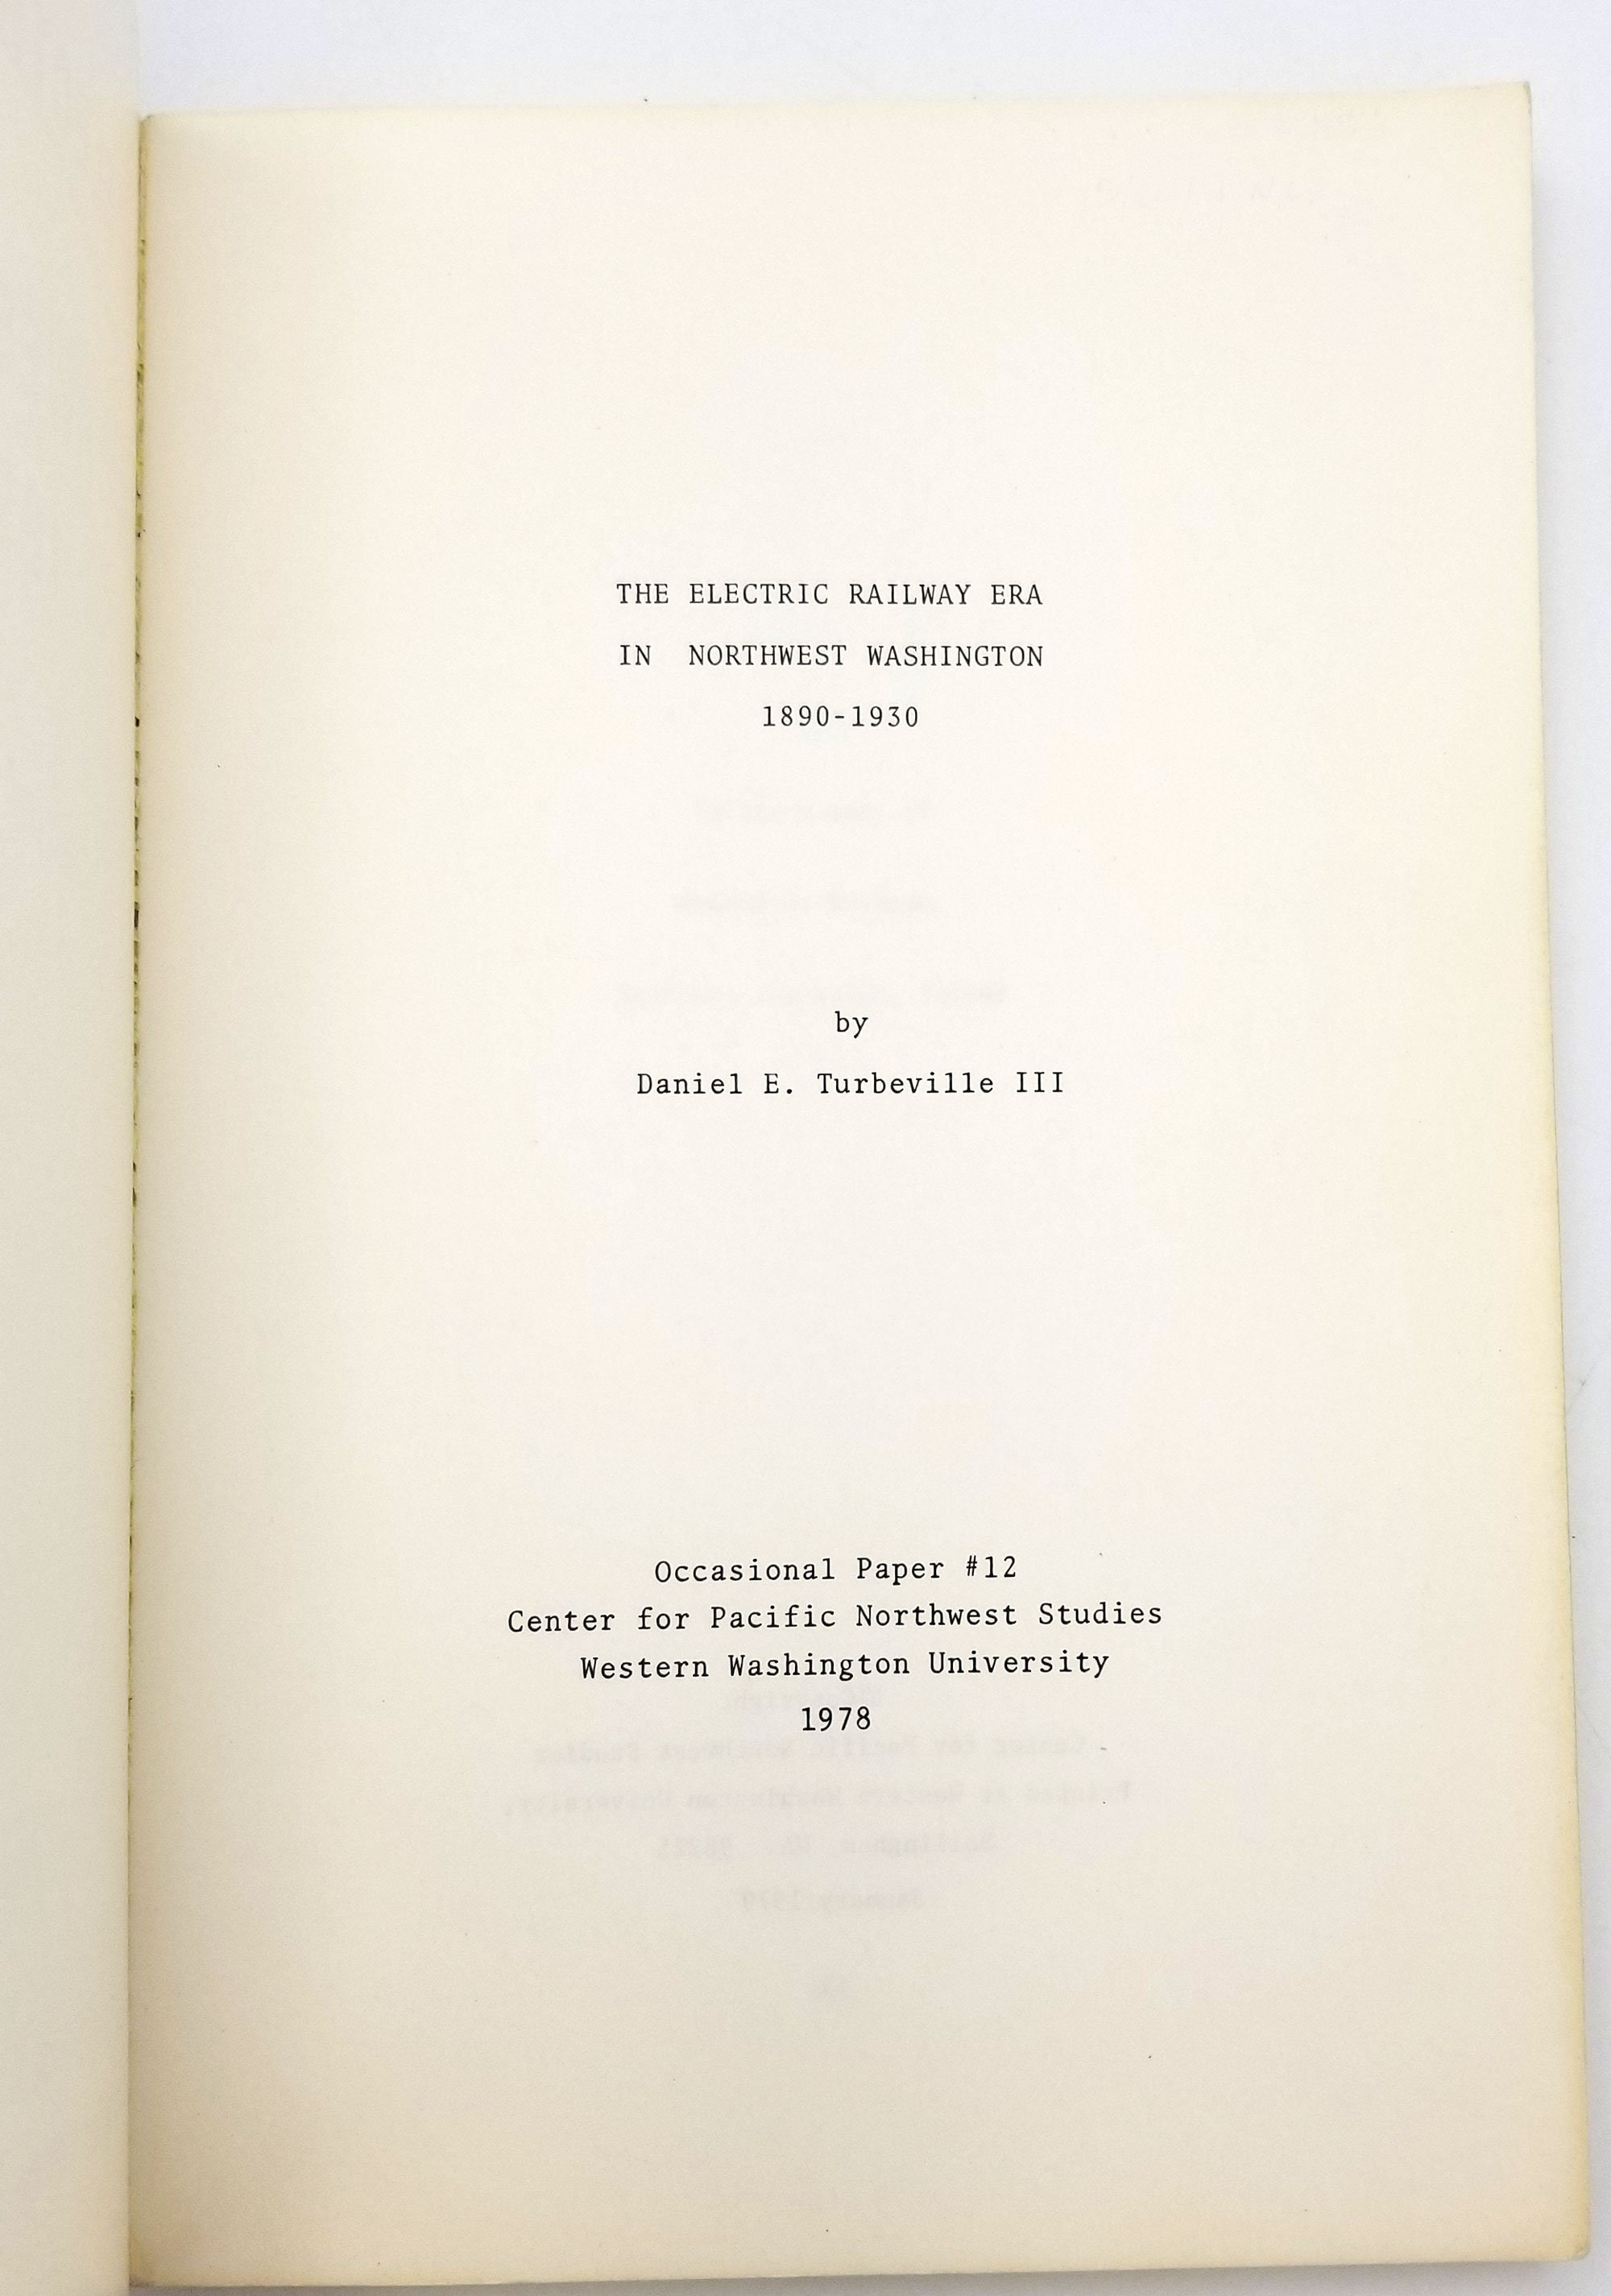 THE ELECTRIC RAILWAY ERA
IN NORTHWEST WASHINGTON
1890-1930
by
Daniel E. Turbeville III
Occasional Paper #12
Center for Pacific Northwest Studies
Western Washington University
1978